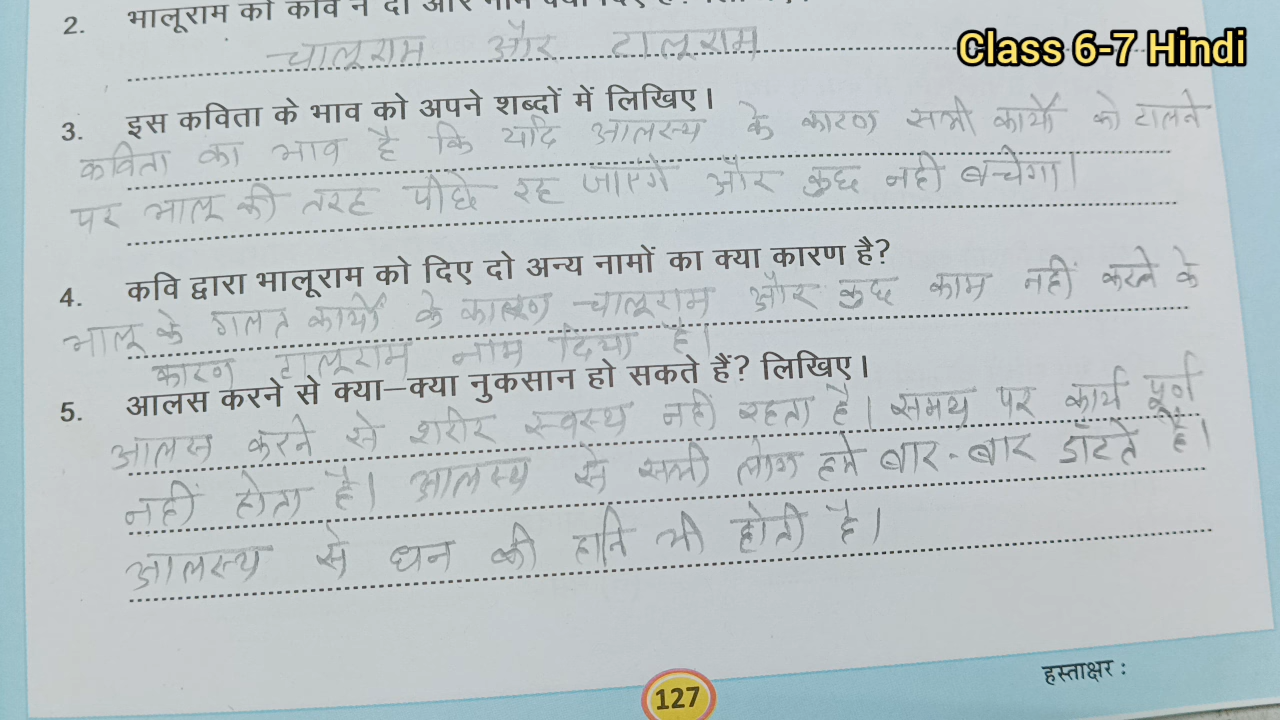 2. भालूराम को कवि ने दो और नाम
चालूराम और टालूराम
Class 6-7 Hindi
3. इस कविता के भाव को अपने शब्दों में लिखिए।
कविता का भाव है कि यदि आलस्य के कारण सभी कार्यों को टालने
पर भालू की तरह पीछे रह जाएंगे और कुछ नही बचेगा।
4. कवि द्वारा भालूराम को दिए दो अन्य नामों का क्या कारण है?
भालू के गलत कार्यों के कारण चालूराम और कुछ काम नहीं करने के
कारण टालूराम नाम दिया है।
5. आलस करने से क्या–क्या नुकसान हो सकते हैं? लिखिए।
आलस करने से शरीर स्वस्थ नहीं रहता है। समय पर कार्य पूर्ण
नहीं होता है। आलस्य से सभी लोग हमे बार-बार डाँटते है।
आलस्य से धन की हानि भी होती है।
हस्ताक्षर :
127